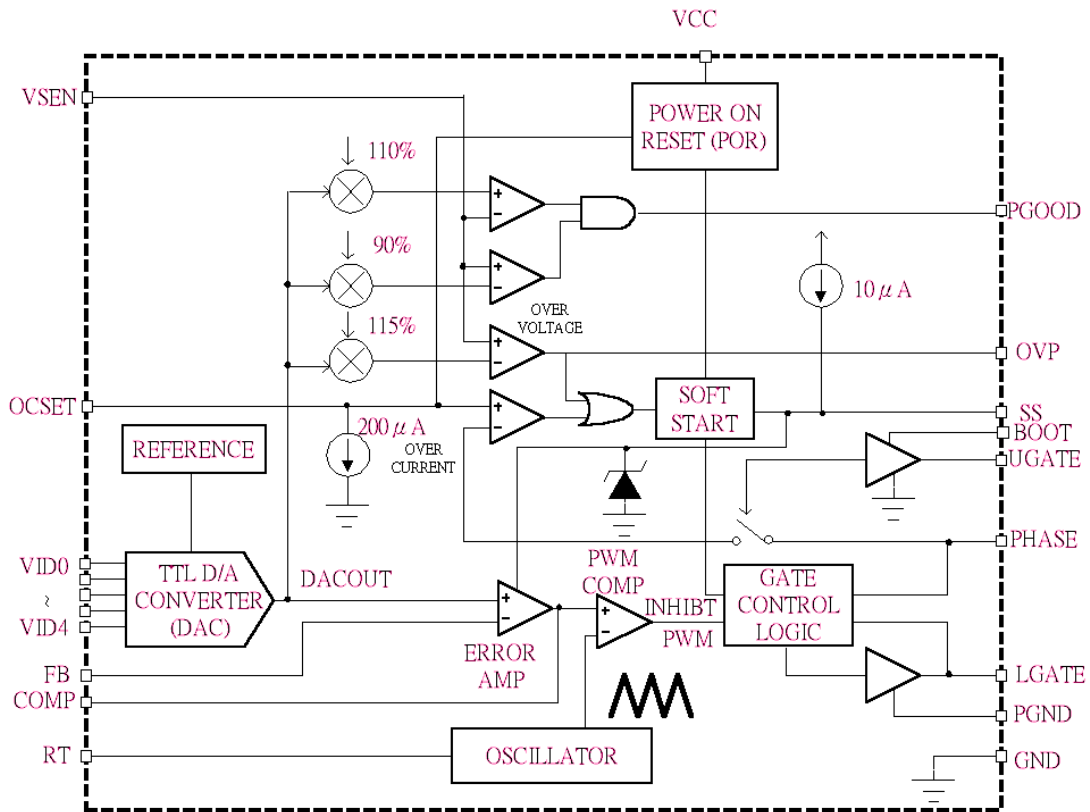 VCC
VSEN
POWER ON
RESET (POR)
110%
PGOOD
90%
10 μ A
OVER
VOLTAGE
115%
OVP
OCSET
SOFT
START
SS
200 μ A
OVER
CURRENT
BOOT
REFERENCE
UGATE
PHASE
PWM
COMP
VID0
~
VID4
TTL D/A
CONVERTER
(DAC)
DACOUT
INHIBT
PWM
GATE
CONTROL
LOGIC
ERROR
AMP
FB
COMP
LGATE
PGND
RT
OSCILLATOR
GND
+
−
+
−
+
−
+
−
+
−
+
−